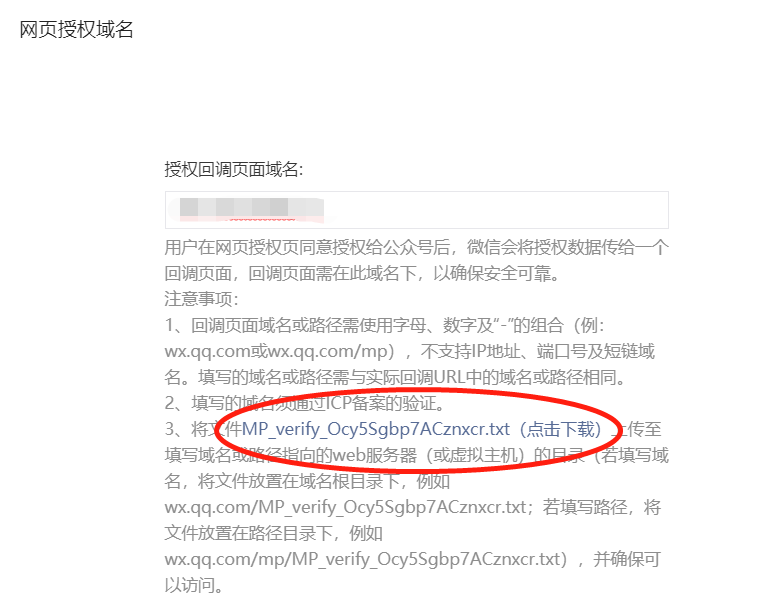 网页授权域名
授权回调页面域名:
用户在网页授权页同意授权给公众号后，微信会将授权数据传给一个
回调页面，回调页面需在此域名下，以确保安全可靠。
注意事项：
1、回调页面域名或路径需使用字母、数字及“-”的组合（例：
wx.qq.com或wx.qq.com/mp），不支持IP地址、端口号及短链域
名。填写的域名或路径需与实际回调URL中的域名或路径相同。
2、填写的域名须通过ICP备案的验证。
3、将文件MP_verify_Ocy5Sgbp7ACznxcr.txt（点击下载）上传至
填写域名或路径指向的web服务器（或虚拟主机）的目录（若填写域
名，将文件放置在域名根目录下，例如
wx.qq.com/MP_verify_Ocy5Sgbp7ACznxcr.txt；若填写路径，将
文件放置在路径目录下，例如
wx.qq.com/mp/MP_verify_Ocy5Sgbp7ACznxcr.txt），并确保可
以访问。